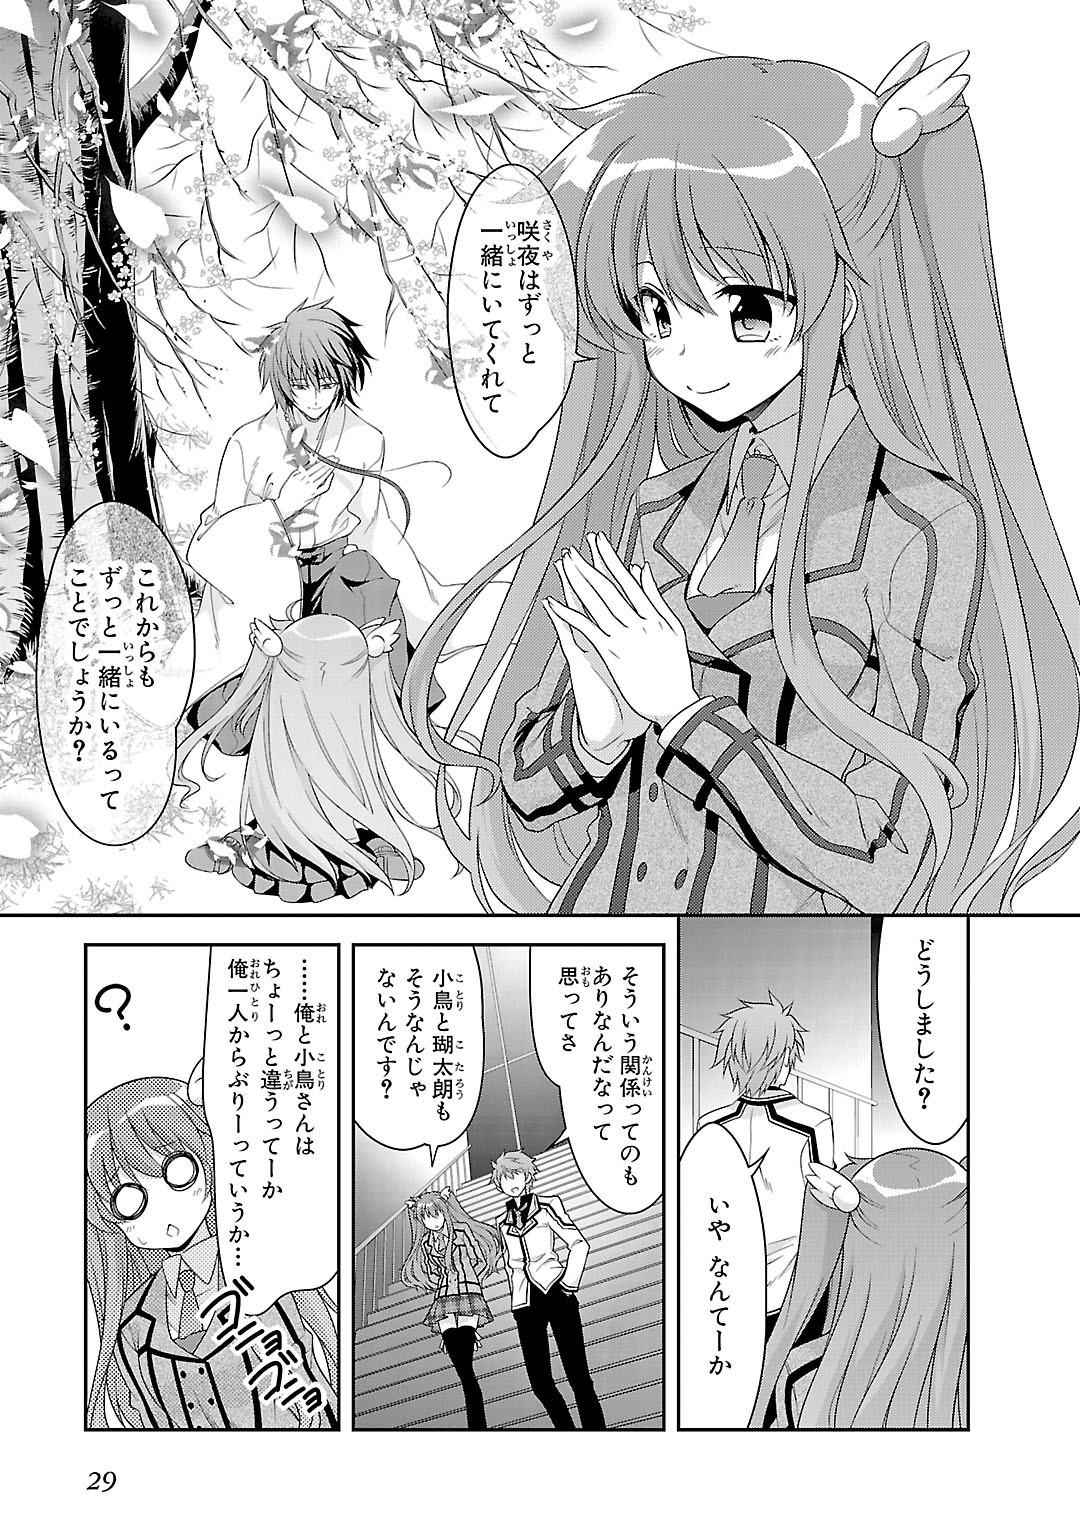 咲夜はずっと
一緒にいてくれて
これからも
ずっと一緒にいるって
ことでしょうか?
どうしました?
いや なんてーか
そういう関係ってのも
ありなんだなって
思ってさ
小鳥と瑚太朗も
そうなんじゃ
ないんです?
……俺と小鳥さんは
ちょーっと違うってーか
俺一人からぶりーっていうか…
ゴニョゴニョ
?
29